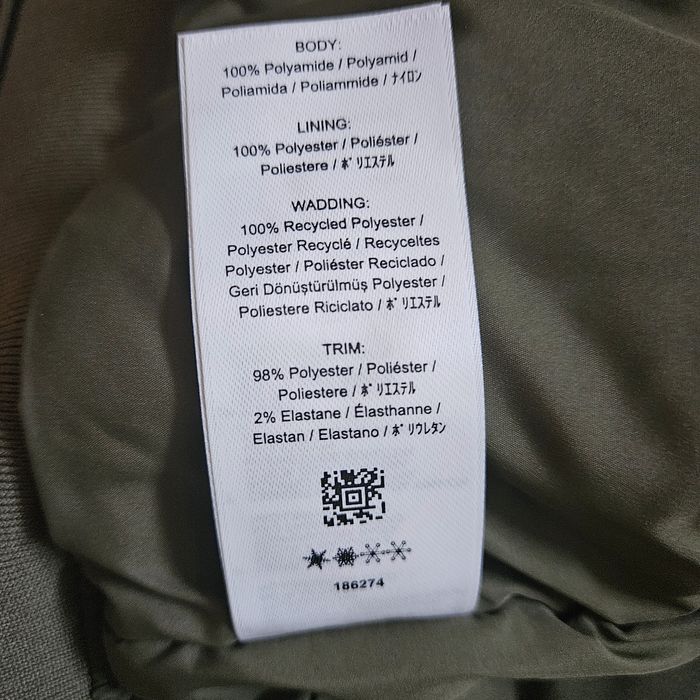 BODY:
100% Polyamide / Polyamid /
Poliamida / Poliammide / ﾅｲﾛﾝ
LINING:
100% Polyester / Poliéster /
Poliestere / ﾎﾟﾘｴｽﾃﾙ
WADDING:
100% Recycled Polyester /
Polyester Recyclé / Recyceltes
Polyester / Poliéster Reciclado /
Geri Dönüştürülmüş Polyester /
Poliestere Riciclato / ﾎﾟﾘｴｽﾃﾙ
TRIM:
98% Polyester / Poliéster /
Poliestere / ﾎﾟﾘｴｽﾃﾙ
2% Elastane / Élasthanne /
Elastan / Elastano / ﾎﾟﾘｳﾚﾀﾝ
186274